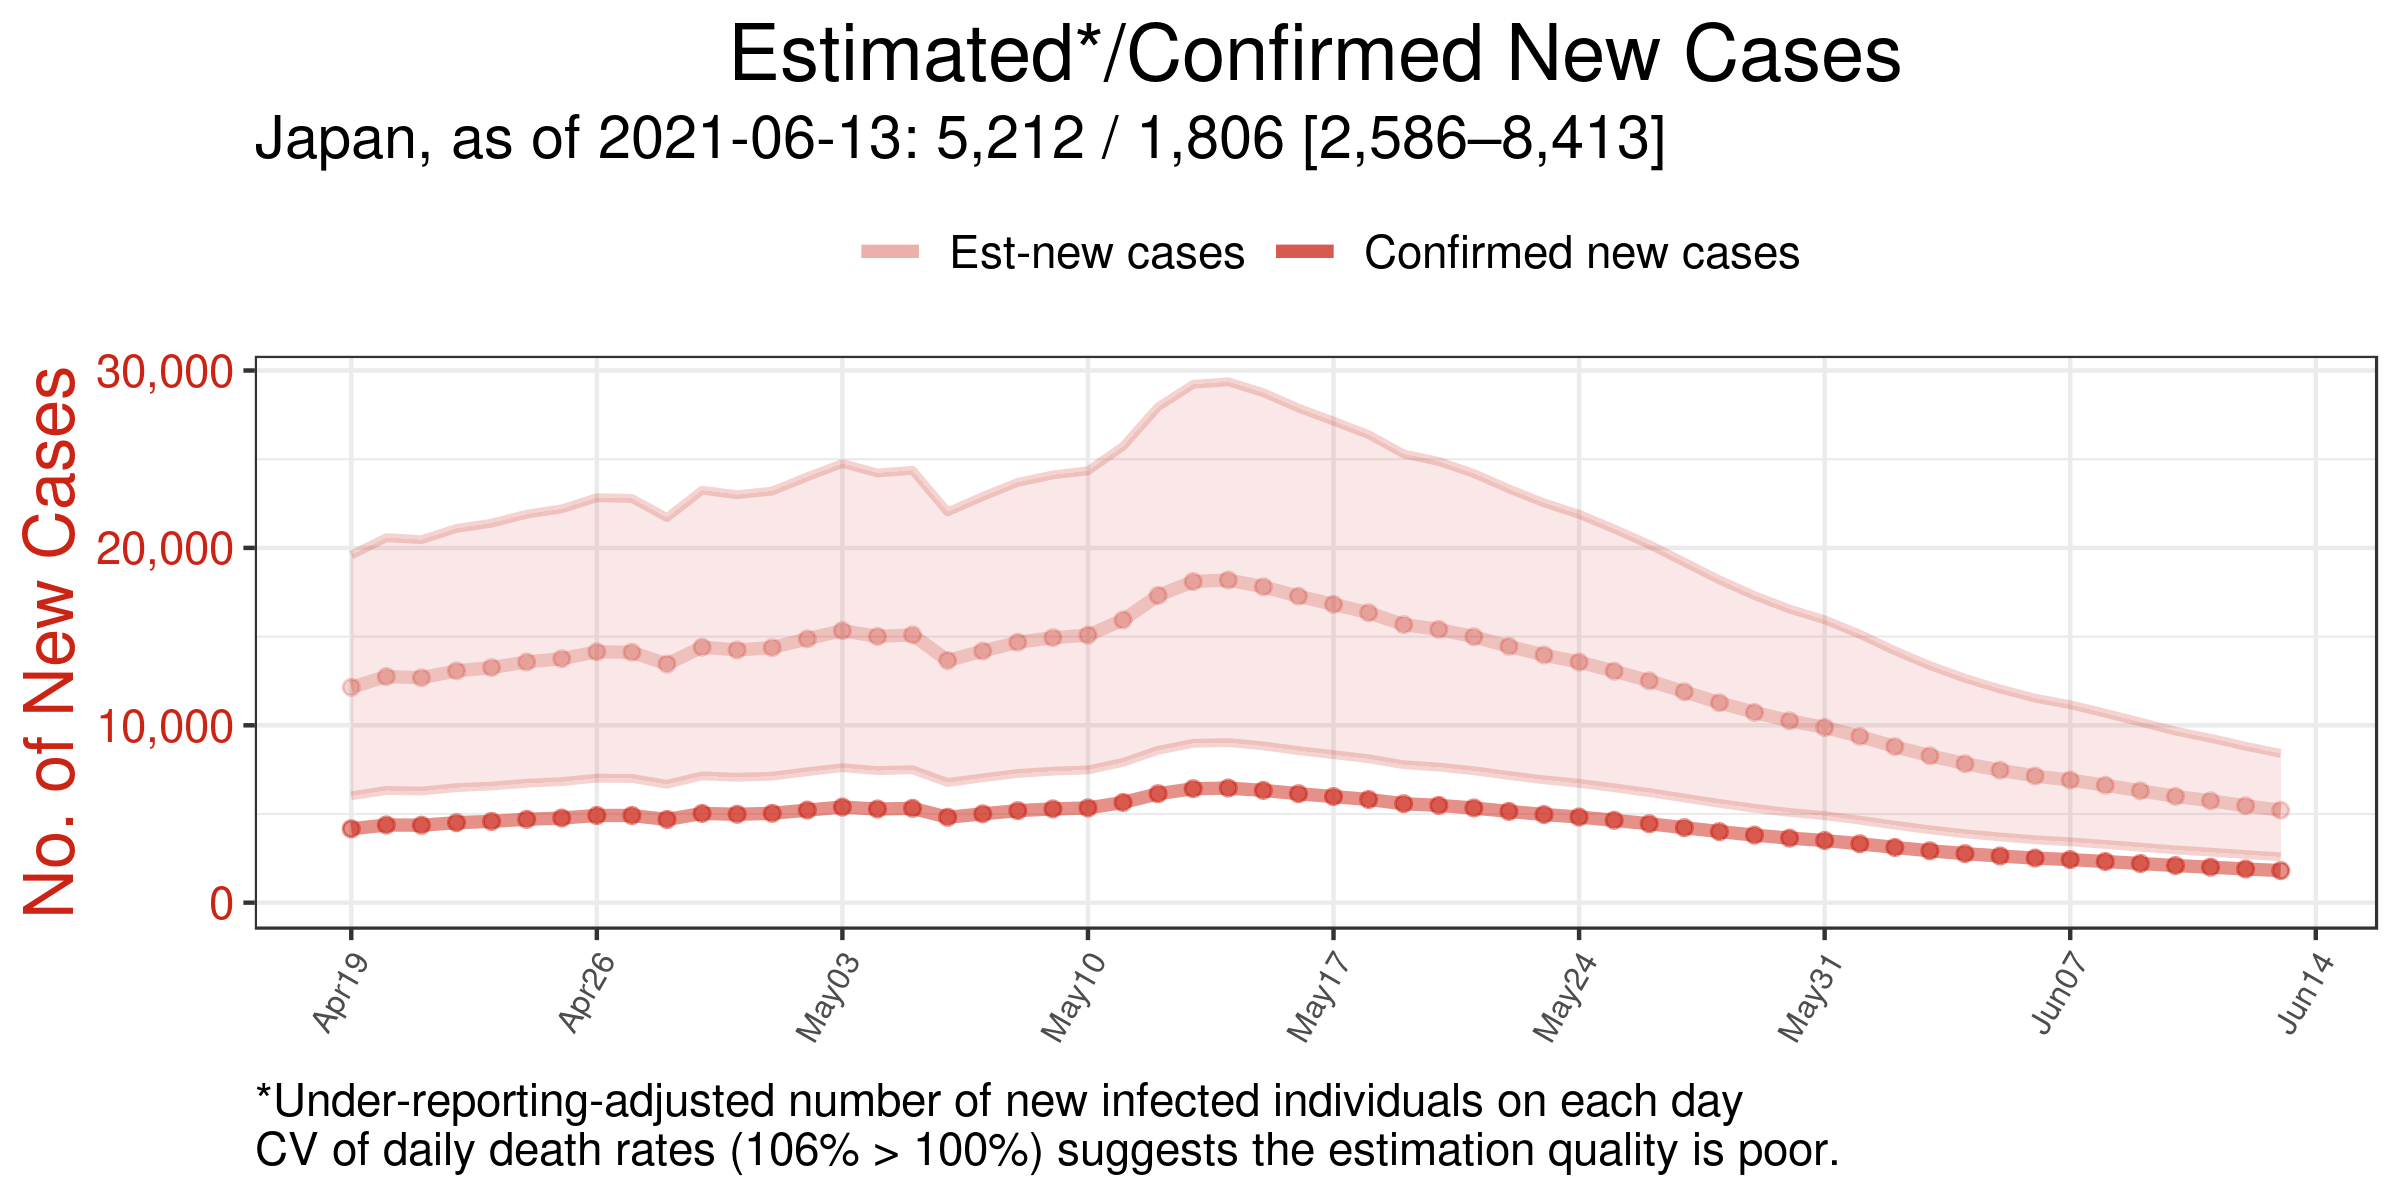 Estimated*/Confirmed New Cases
Japan, as of 2021-06-13: 5,212 / 1,806 [2,586–8,413]
Est-new cases Confirmed new cases
No. of New Cases
30,000
20,000
10,000
0
Apr19 Apr26 May03 May10 May17 May24 May31 Jun07 Jun14
*Under-reporting-adjusted number of new infected individuals on each day
CV of daily death rates (106% > 100%) suggests the estimation quality is poor.